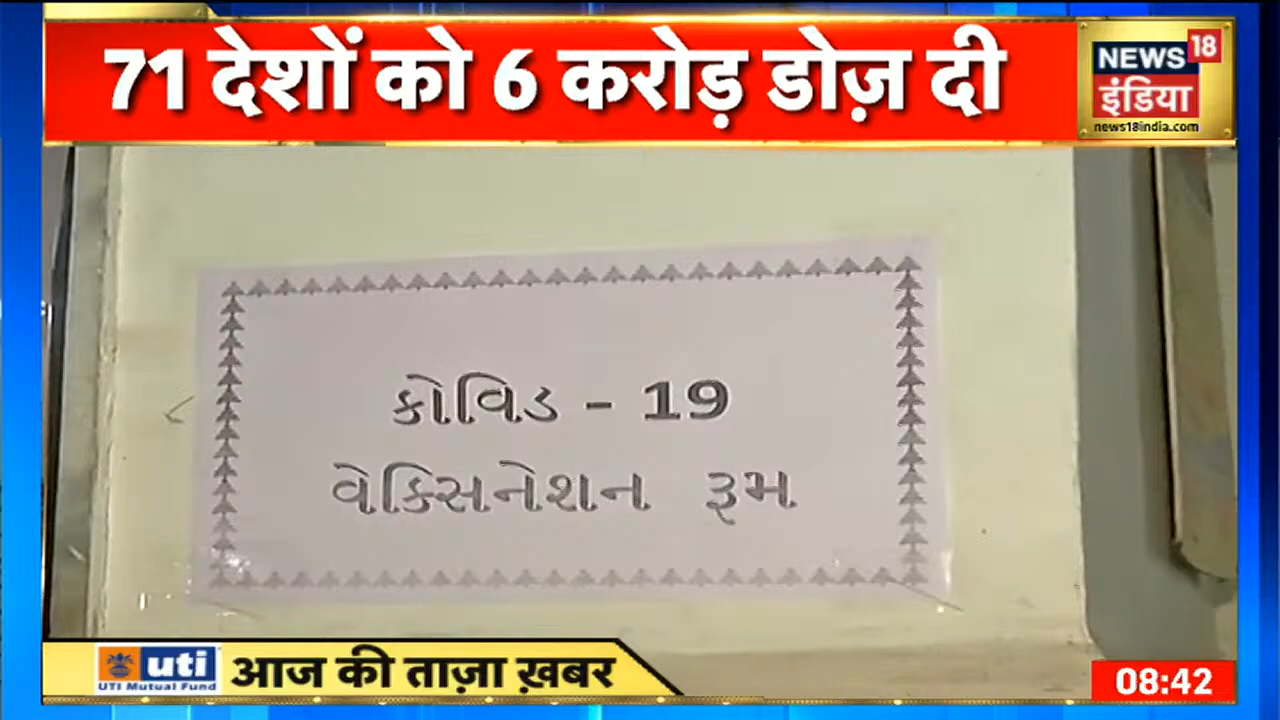 71 देशों को 6 करोड़ डोज़ दी
NEWS 18
इंडिया
news18india.com
કોવિડ - 19
વેક્સિનેશન રૂમ
uti
UTI Mutual Fund
आज की ताज़ा ख़बर
08:42